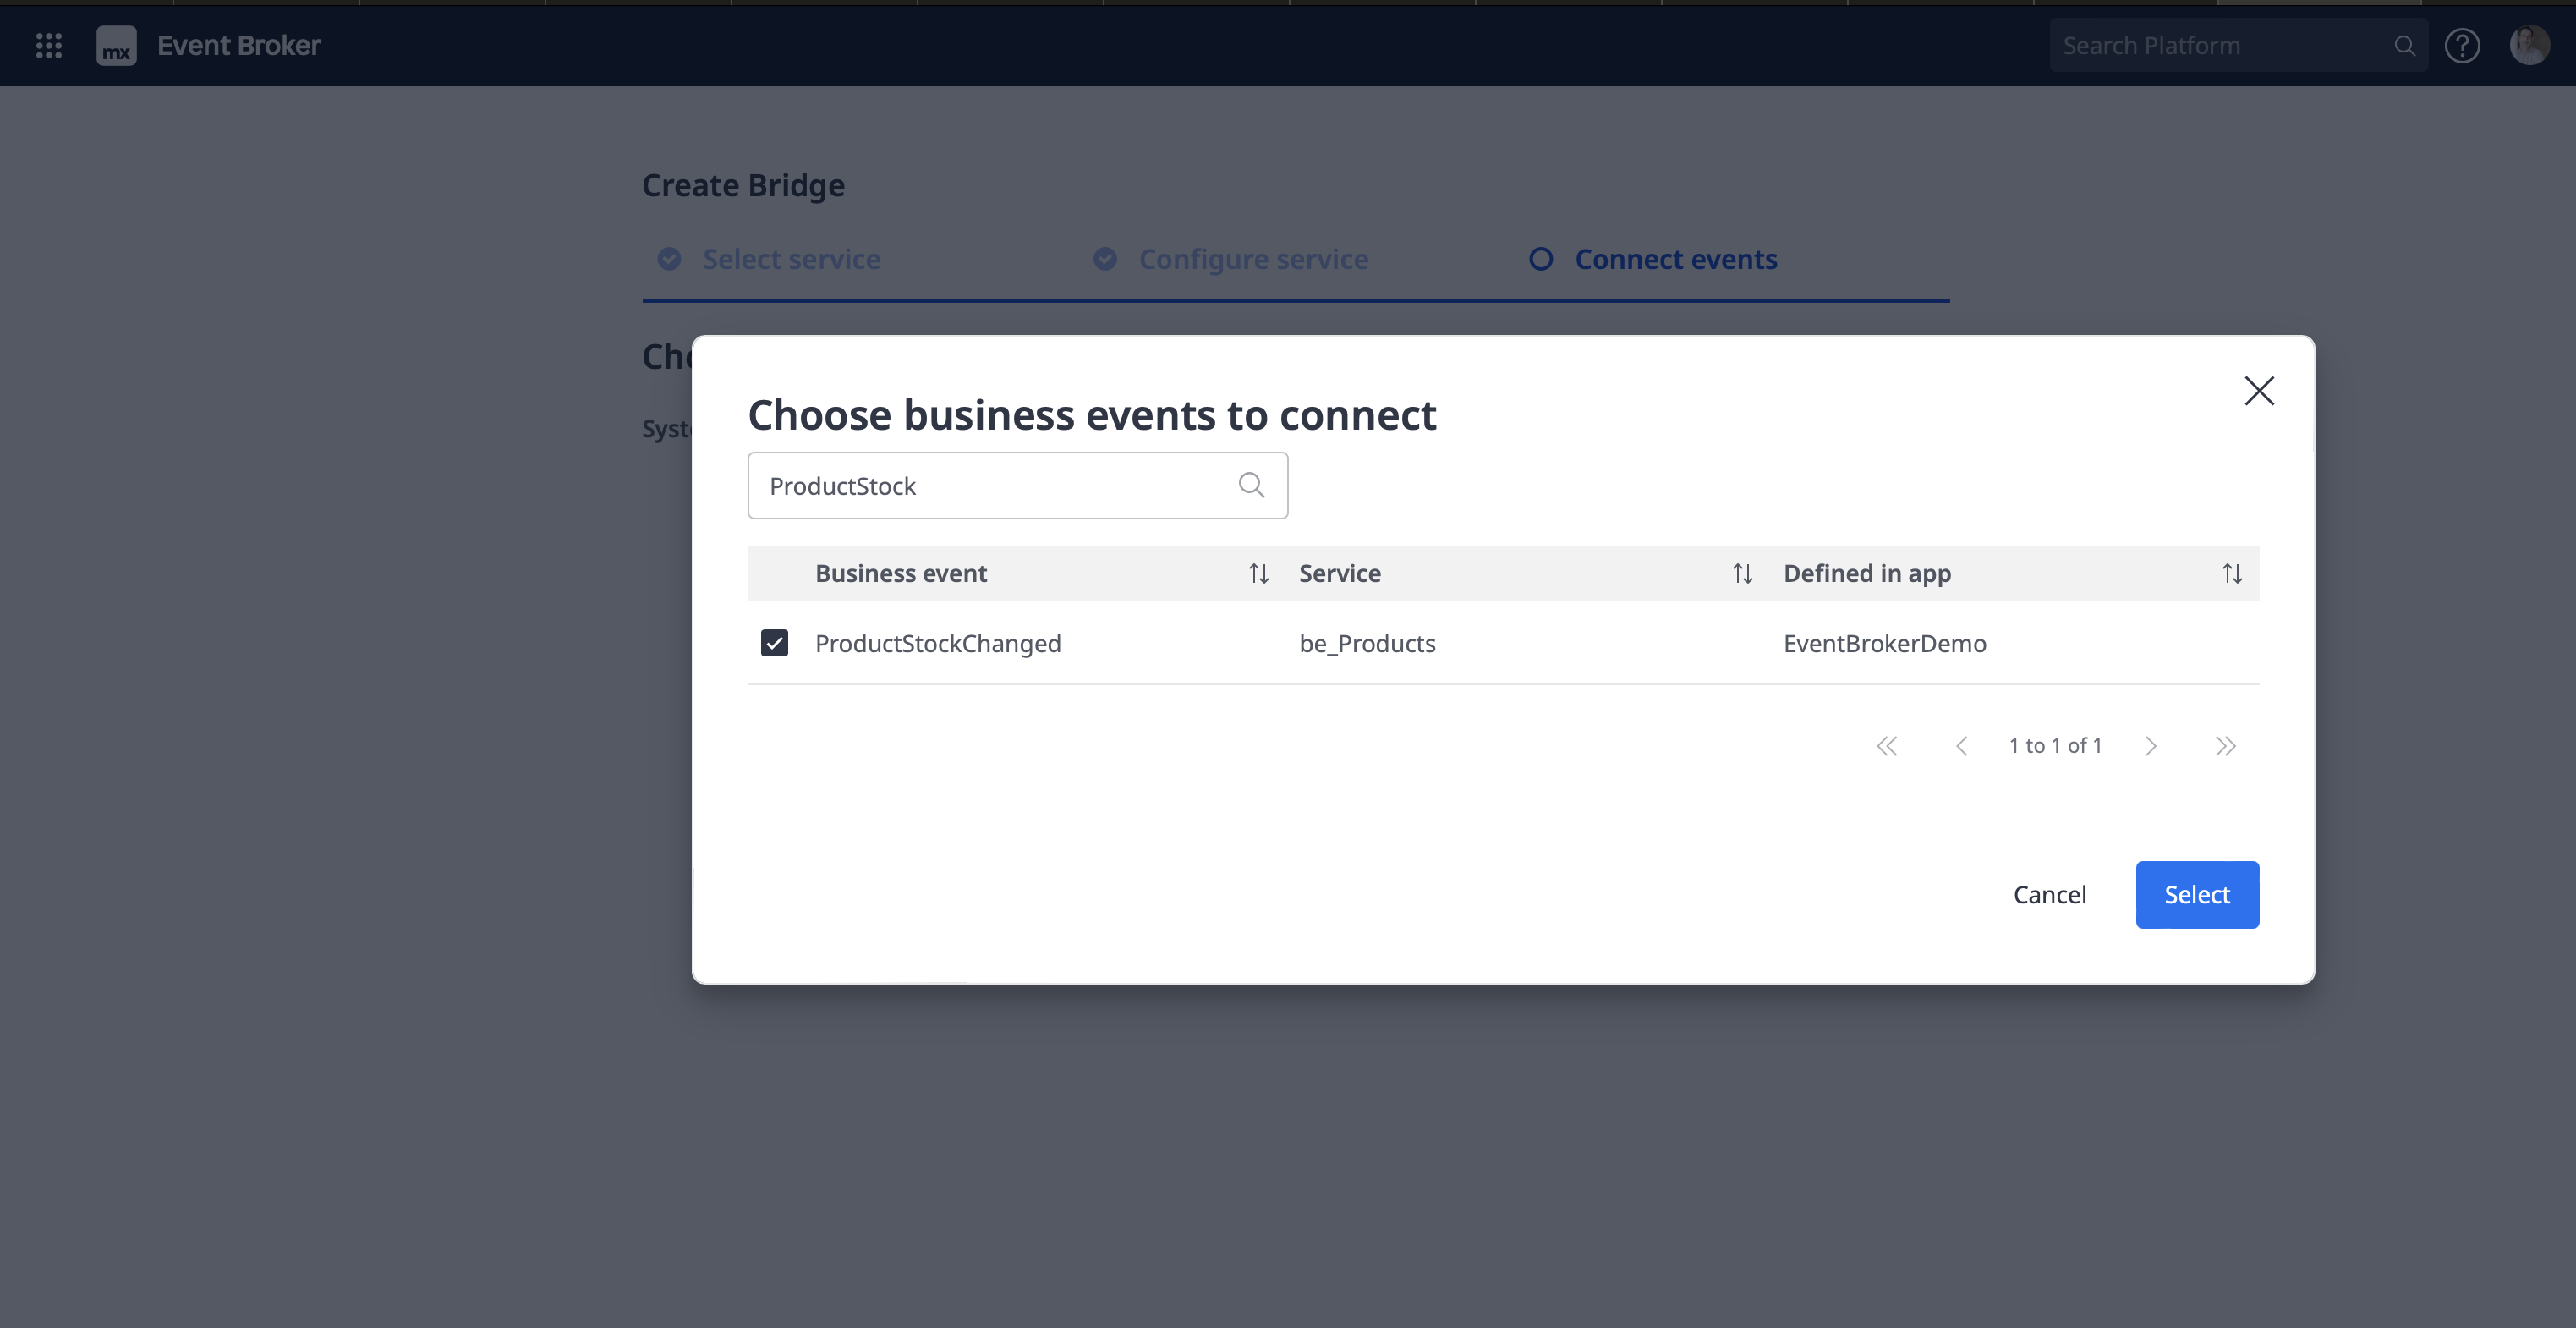 mx Event Broker Search Platform
Create Bridge
Select service Configure service Connect events
Cho
Syst
Choose business events to connect
ProductStock
Business event Service Defined in app
ProductStockChanged be_Products EventBrokerDemo
1 to 1 of 1
Cancel Select